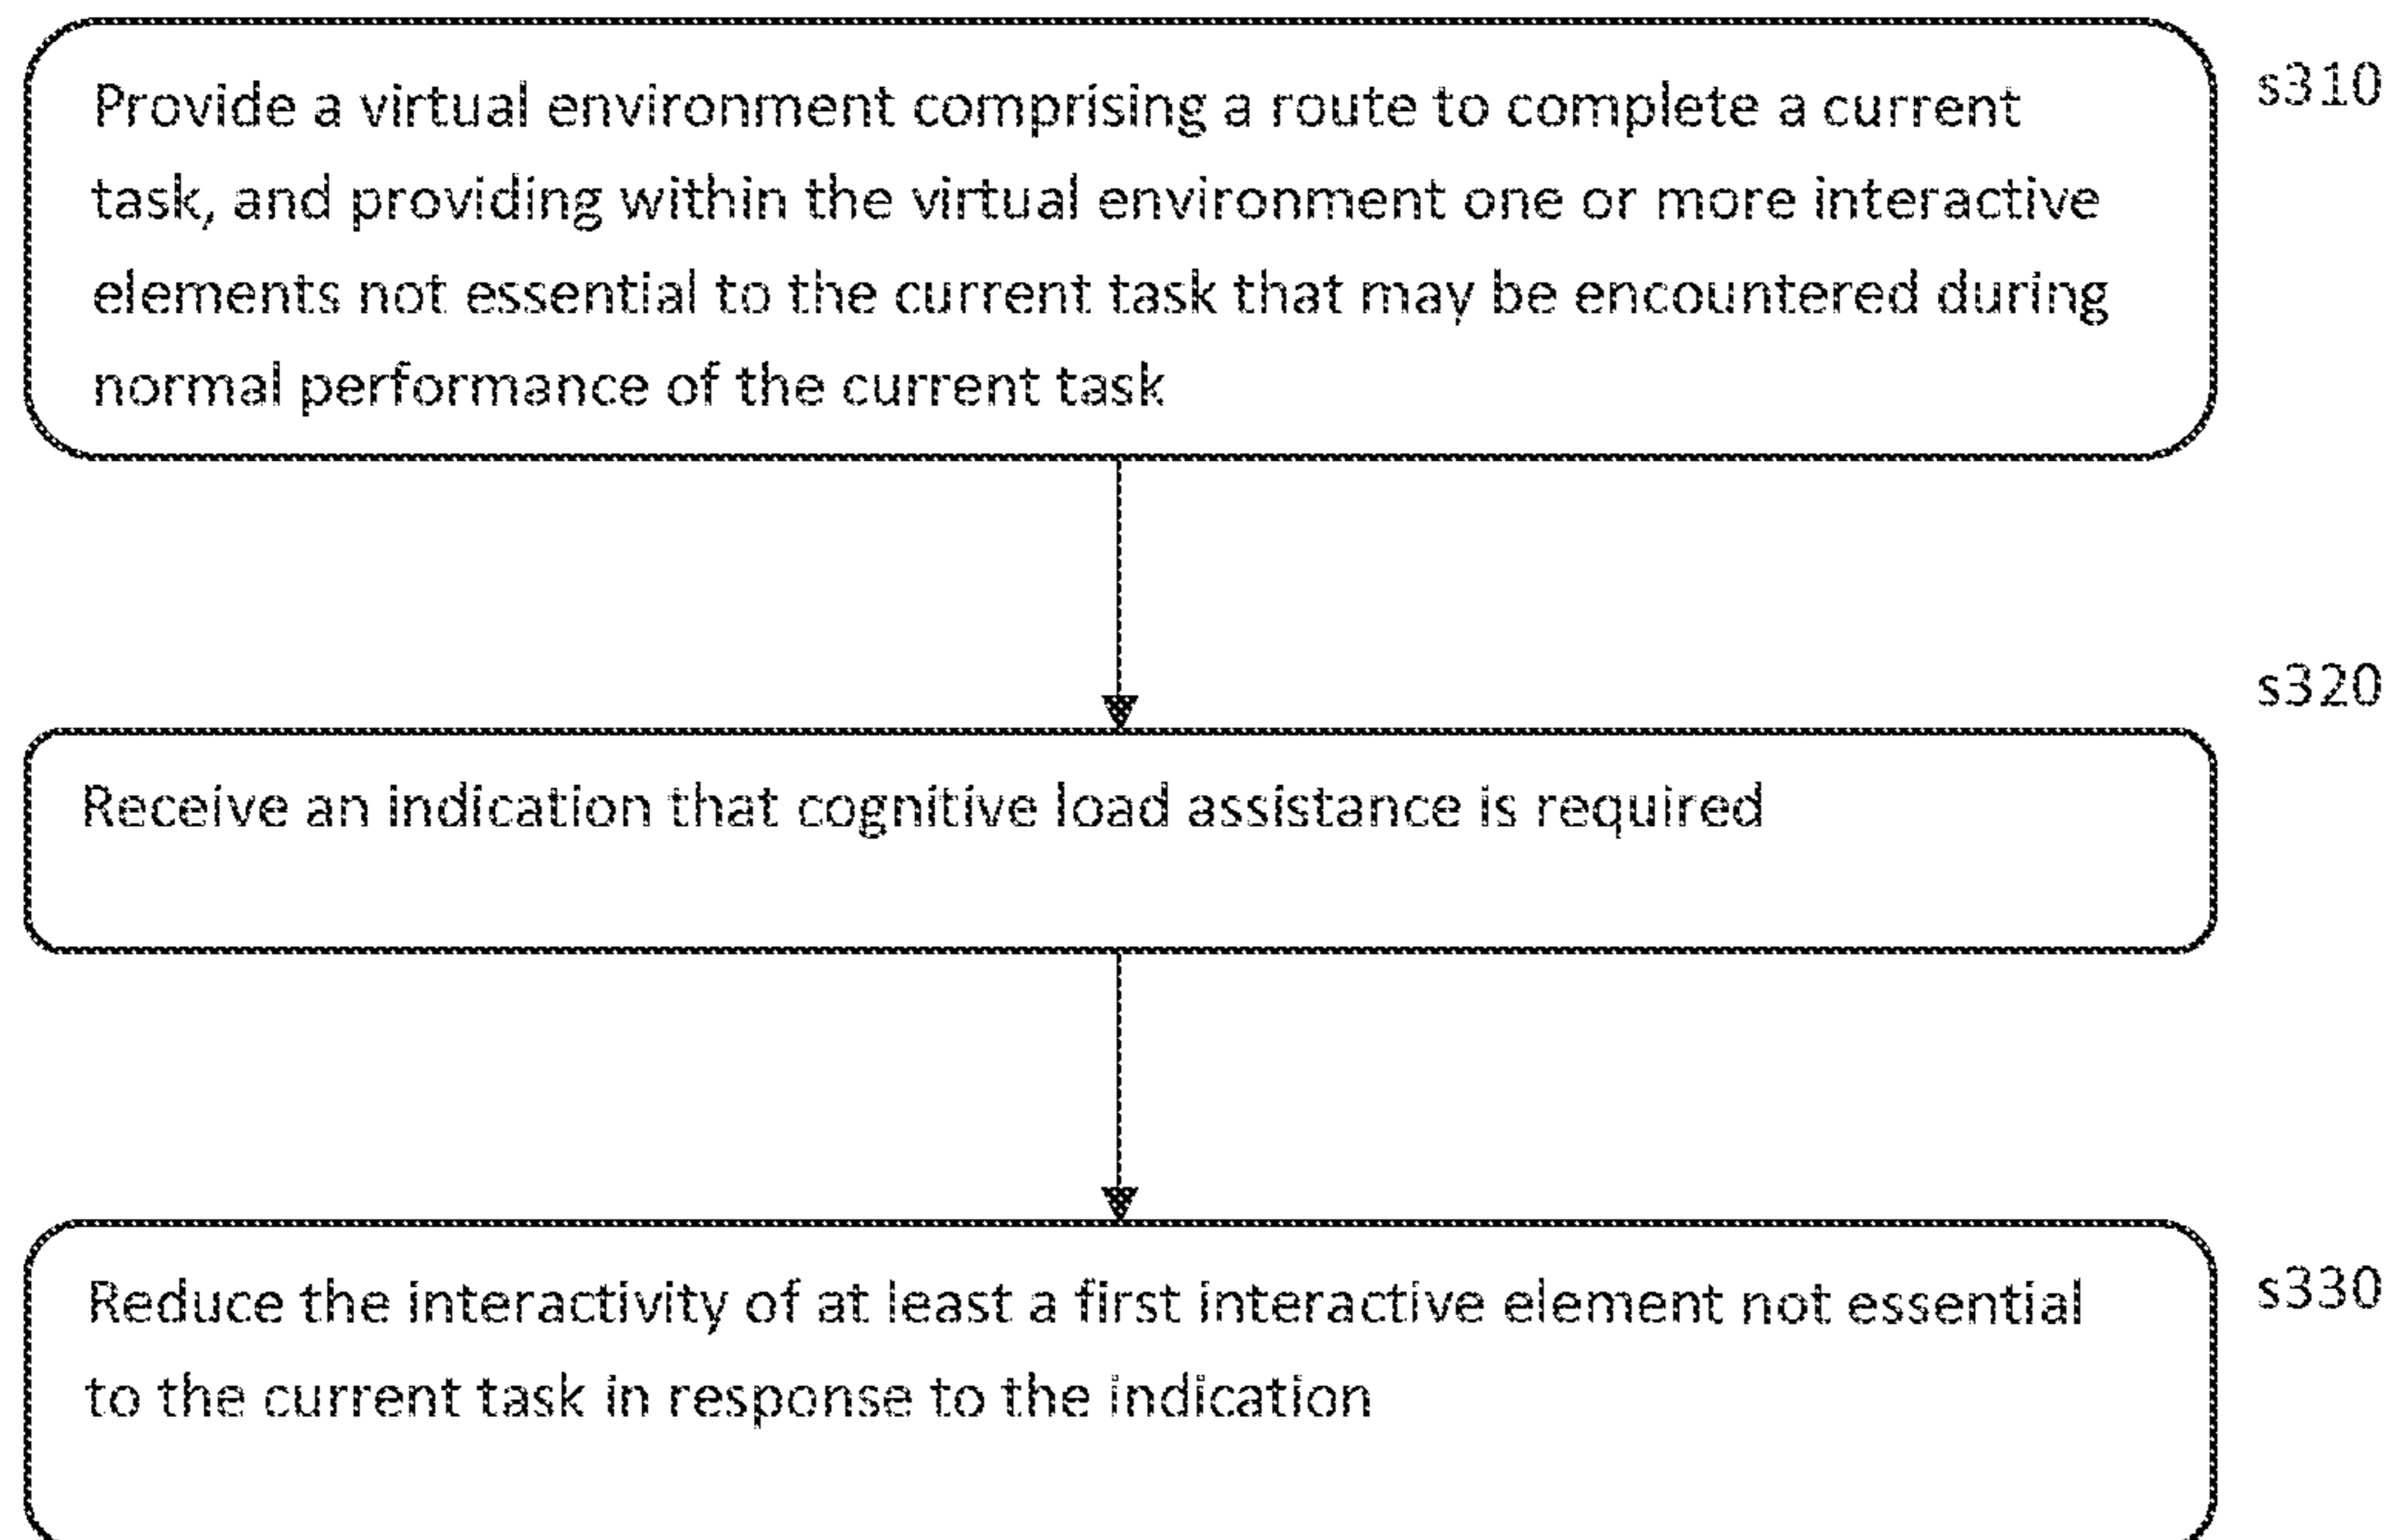 Provide a virtual environment comprising a route to complete a current
s310
task, and providing within the virtual environment one or more interactive
elements not essential to the current task that may be encountered during
normal performance of the current task
s320
Receive an indication that cognitive load assistance is required
Reduce the interactivity of at least a first interactive element not essential
s330
to the current task in response to the indication